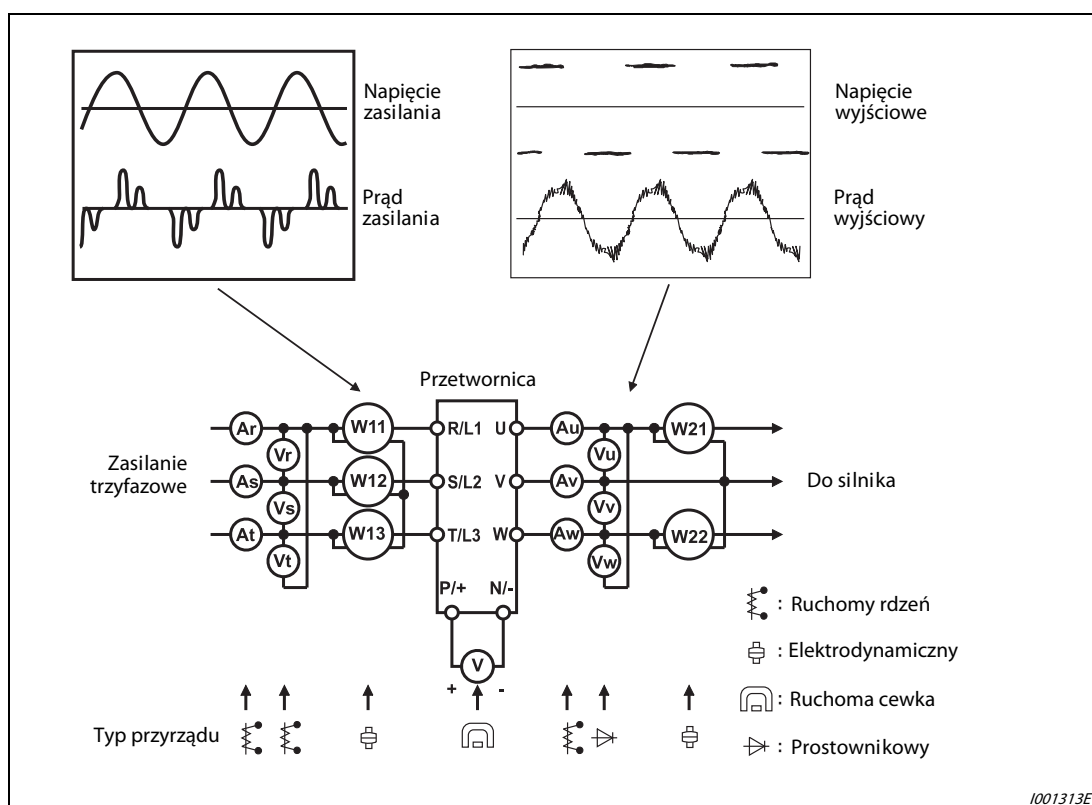 Napięcie
zasilania
Prąd
zasilania
Napięcie
wyjściowe
Prąd
wyjściowy
Przetwornica
Zasilanie
trzyfazowe
Ar
As
At
Vr
Vs
Vt
W11
W12
W13
R/L1
S/L2
T/L3
U
V
W
P/+
N/-
V
+
-
Au
Av
Aw
Vu
Vv
Vw
W21
W22
Do silnika
: Ruchomy rdzeń
: Elektrodynamiczny
: Ruchoma cewka
: Prostownikowy
Typ przyrządu
I001313E